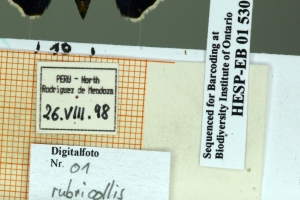 10
PERU - North
Rodriguez de Mendoza
26.VIII.98
Digitalfoto
Nr. 01
rubricollis
Sequenced for Barcoding at
Biodiversity Institute of Ontario
HESP-EB 01 530